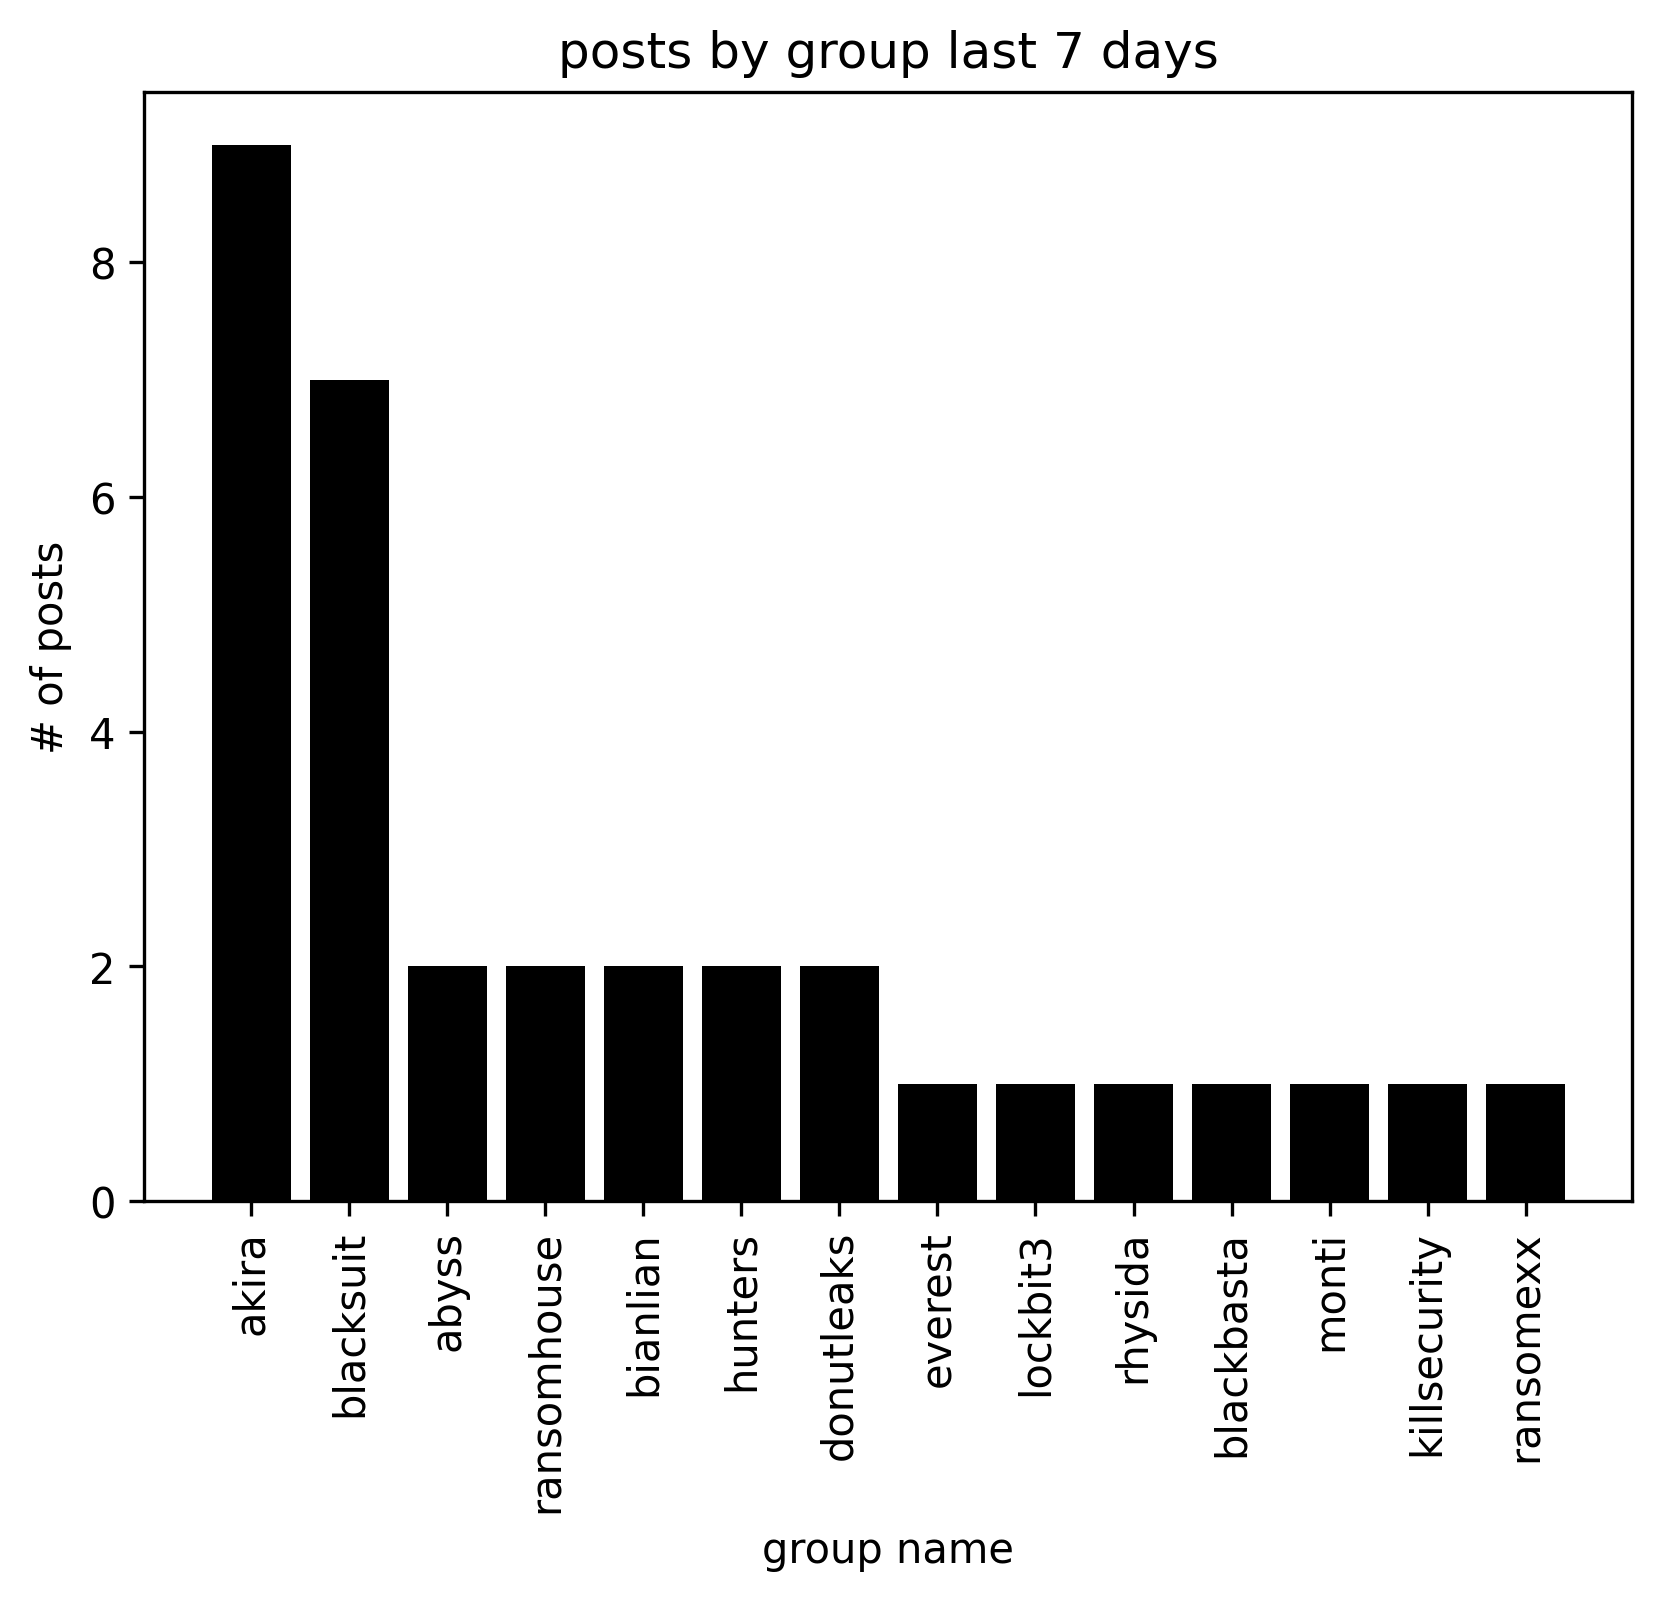 posts by group last 7 days
# of posts
8
6
4
2
0
akira
blacksuit
abyss
ransomhouse
bianlian
hunters
donutleaks
everest
lockbit3
rhysida
blackbasta
monti
killsecurity
ransomexx
group name